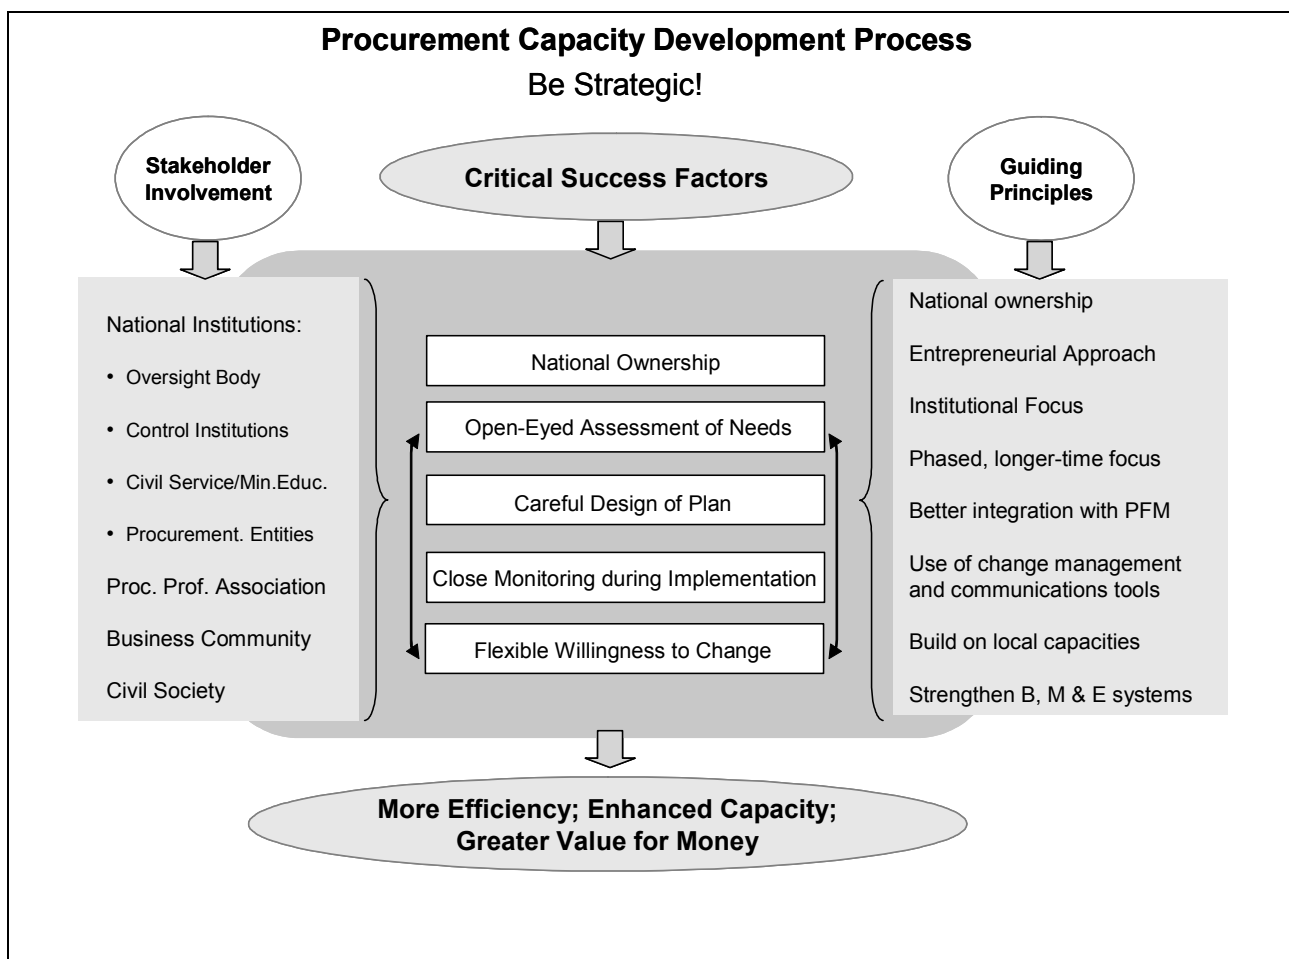 Procurement Capacity Development Process
Be Strategic!
Stakeholder
Involvement
Critical Success Factors
Guiding
Principles
National Institutions:
• Oversight Body
• Control Institutions
• Civil Service/Min.Educ.
• Procurement. Entities
Proc. Prof. Association
Business Community
Civil Society
National Ownership
Open-Eyed Assessment of Needs
Careful Design of Plan
Close Monitoring during Implementation
Flexible Willingness to Change
National ownership
Entrepreneurial Approach
Institutional Focus
Phased, longer-time focus
Better integration with PFM
Use of change management
and communications tools
Build on local capacities
Strengthen B, M & E systems
More Efficiency; Enhanced Capacity;
Greater Value for Money